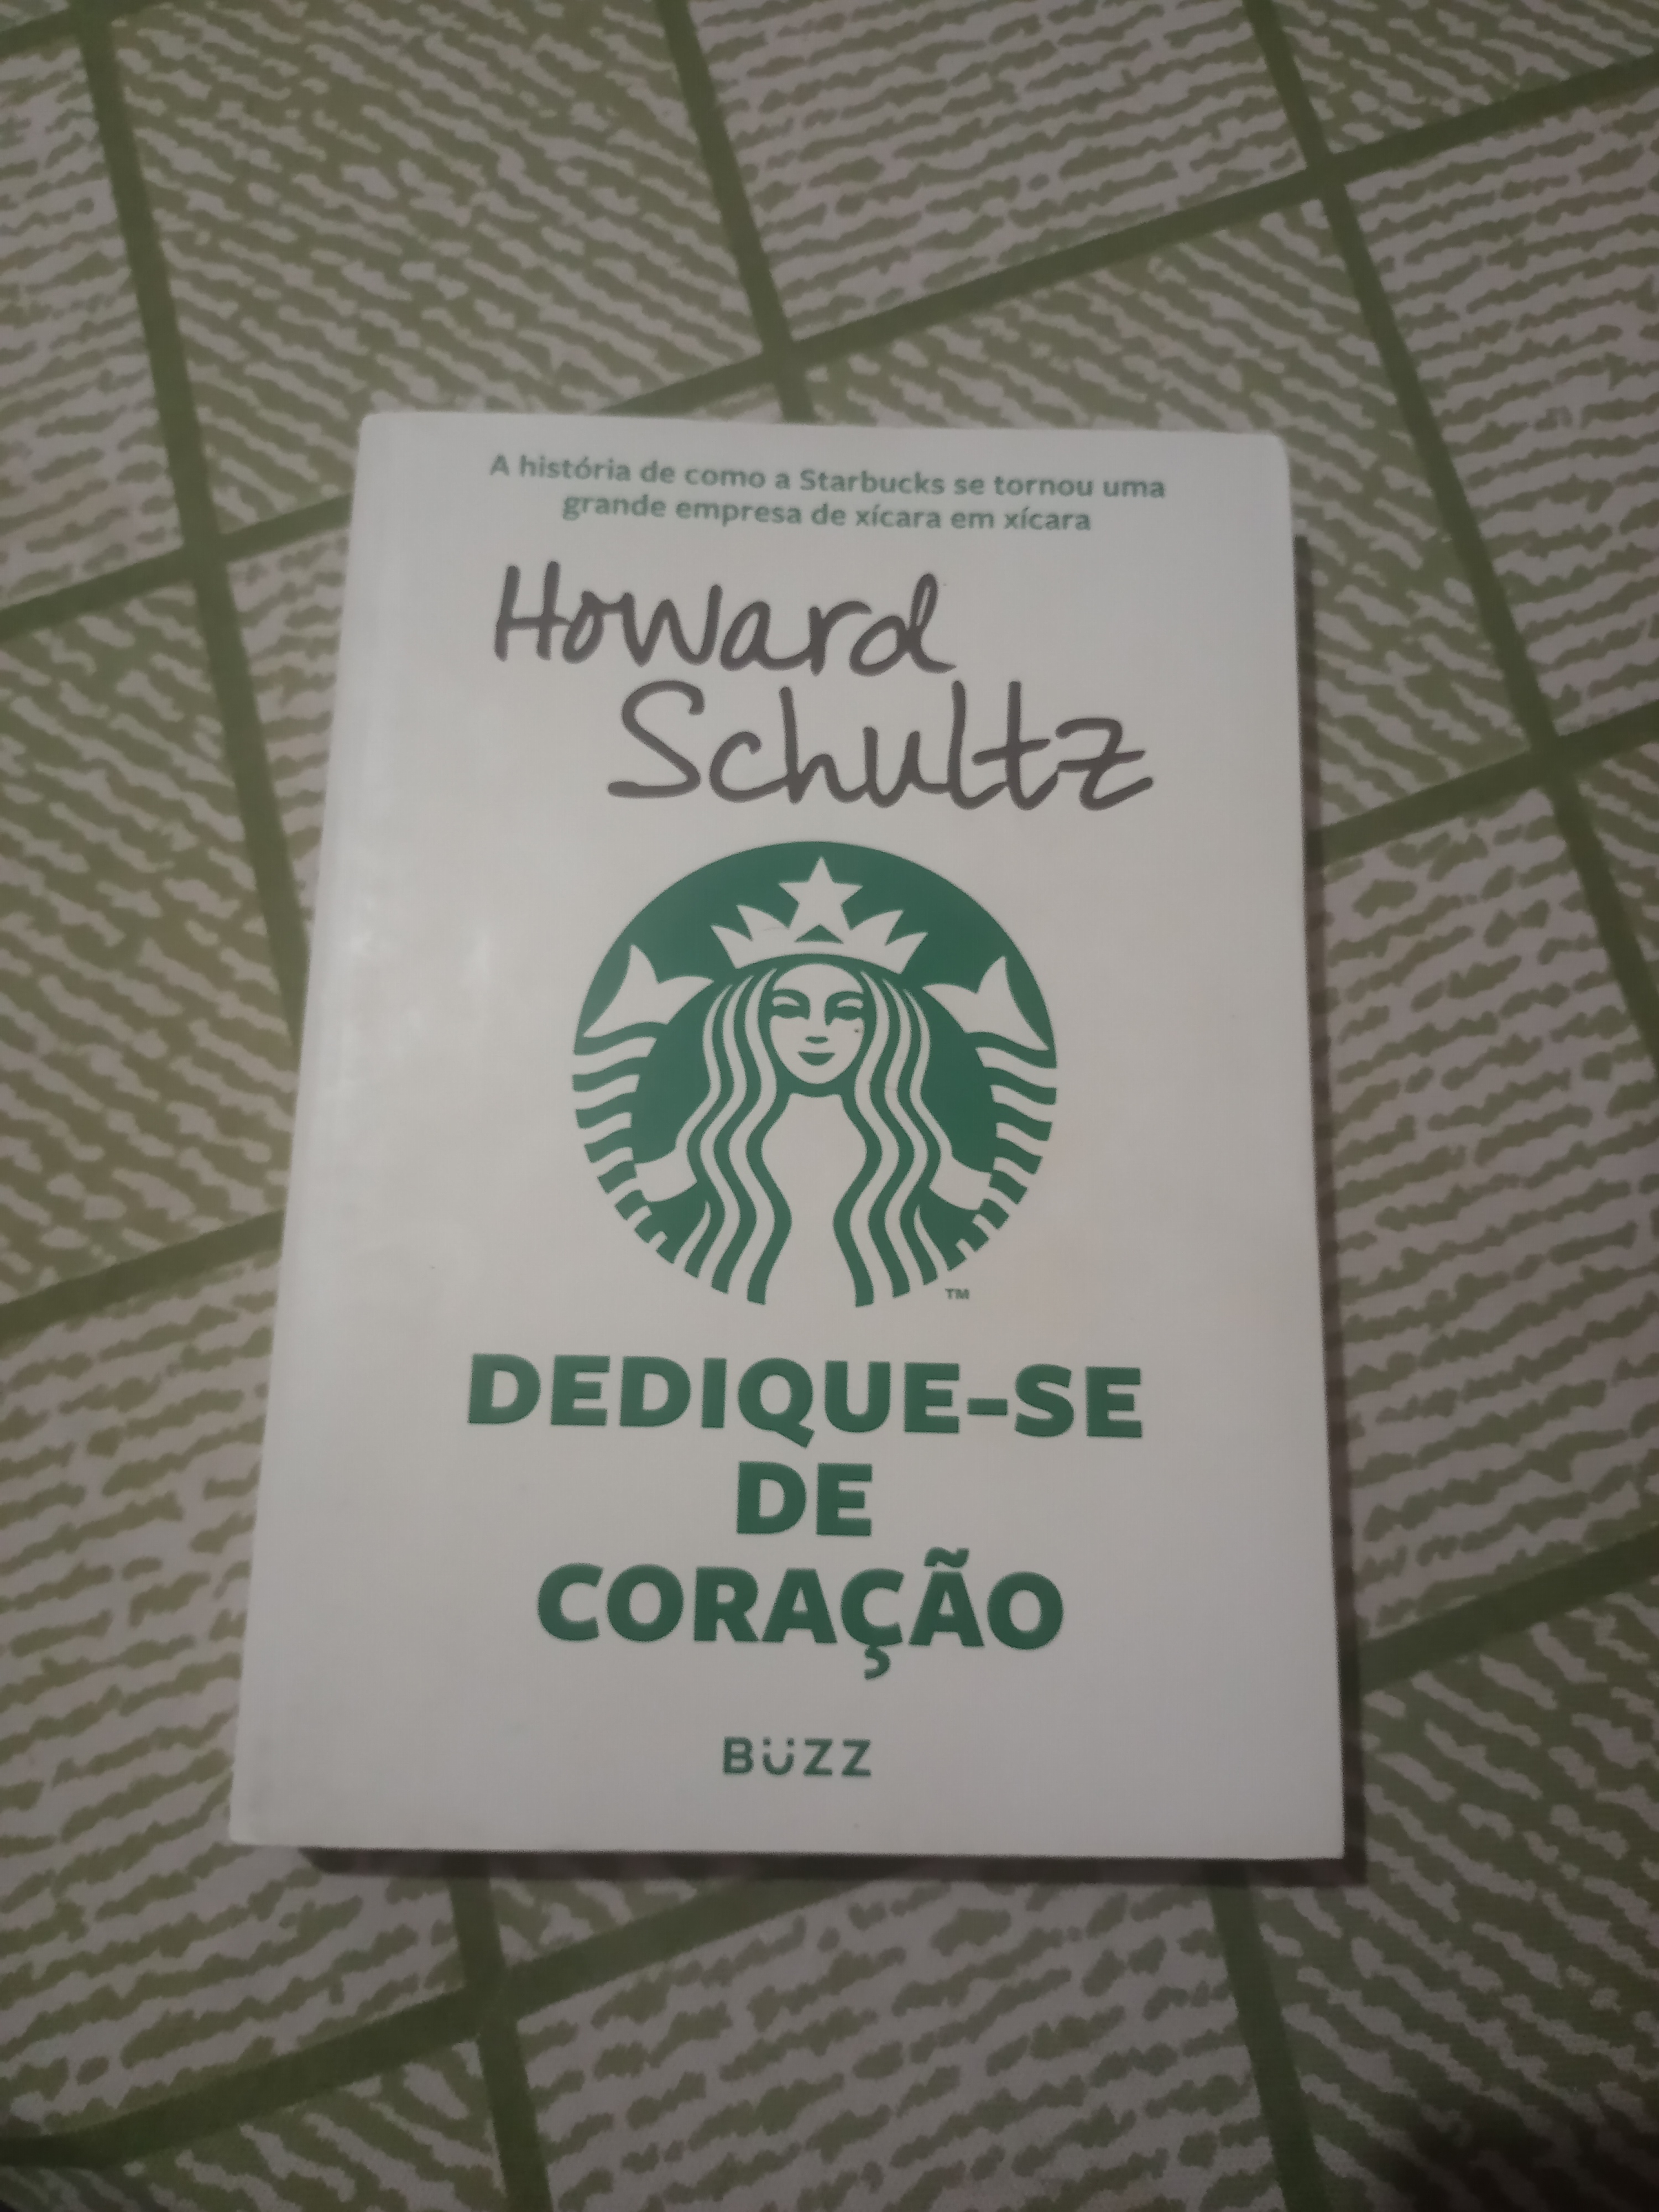 A história de como a Starbucks se tornou uma
grande empresa de xícara em xícara
Howard
Schultz
TM
DEDIQUE-SE
DE
CORAÇÃO
BÜZZ